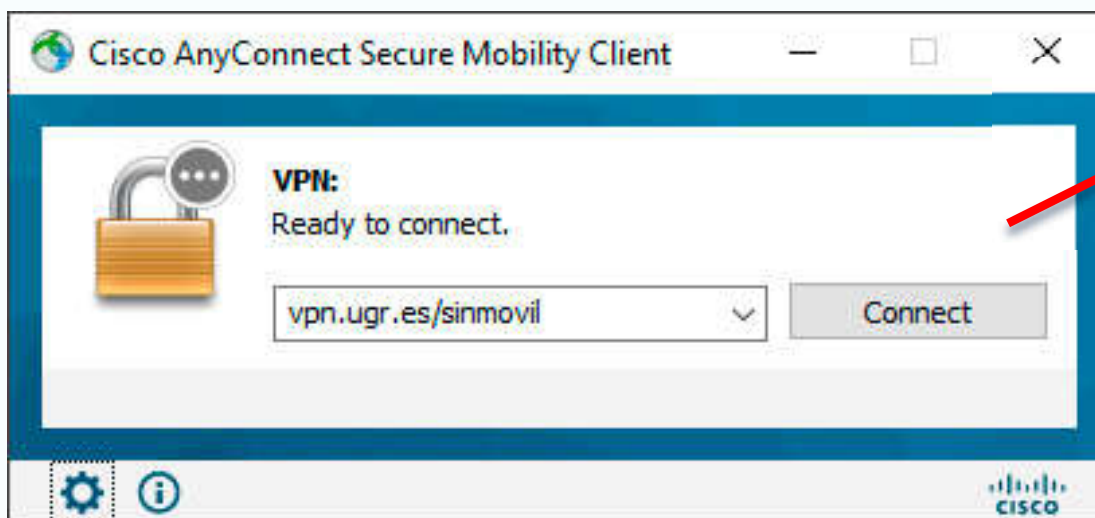 Cisco AnyConnect Secure Mobility Client
VPN:
Ready to connect.
vpn.ugr.es/sinmovil
Connect
CISCO